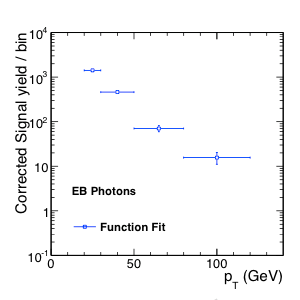 Corrected Signal yield / bin
10^4
10^3
10^2
10
1
10^-1
EB Photons
Function Fit
0 50 100
p_T (GeV)